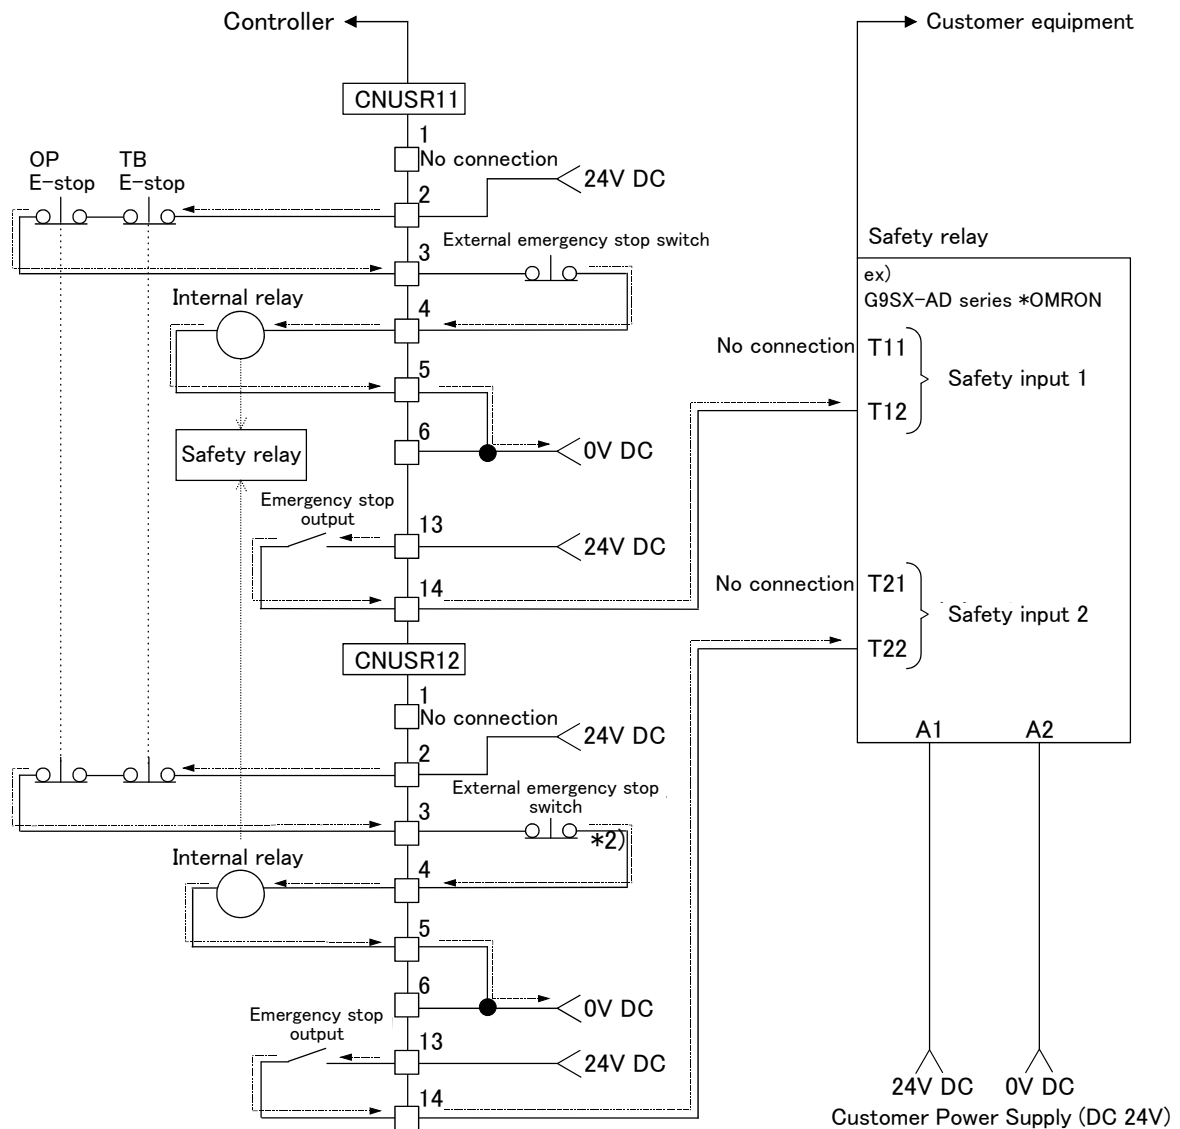 Controller
Customer equipment
CNUSR11
1
No connection
OP
E-stop
TB
E-stop
24V DC
2
3
External emergency stop switch
Internal relay
4
5
6
0V DC
Safety relay
Emergency stop
output
13
24V DC
14
Safety relay
ex)
G9SX-AD series *OMRON
No connection
T11
Safety input 1
T12
No connection
T21
Safety input 2
T22
A1
A2
CNUSR12
1
No connection
24V DC
2
External emergency stop
switch
3
*2)
Internal relay
4
5
6
0V DC
Emergency stop
output
13
24V DC
14
24V DC
0V DC
Customer Power Supply (DC 24V)